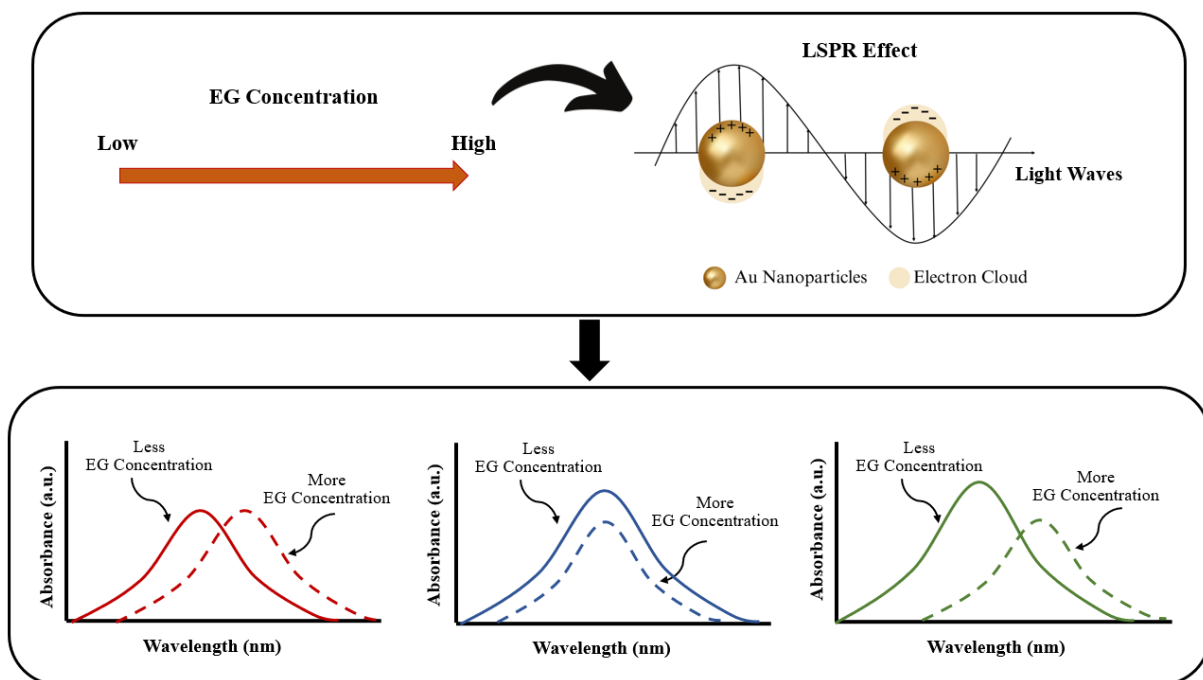 LSPR Effect
EG Concentration
Low
High
+ + + + +
- - - - -
- - - - -
+ + + + +
Light Waves
Au Nanoparticles
Electron Cloud
Absorbance (a.u.)
Less
EG Concentration
More
EG Concentration
Wavelength (nm)
Absorbance (a.u.)
Less
EG Concentration
More
EG Concentration
Wavelength (nm)
Absorbance (a.u.)
Less
EG Concentration
More
EG Concentration
Wavelength (nm)